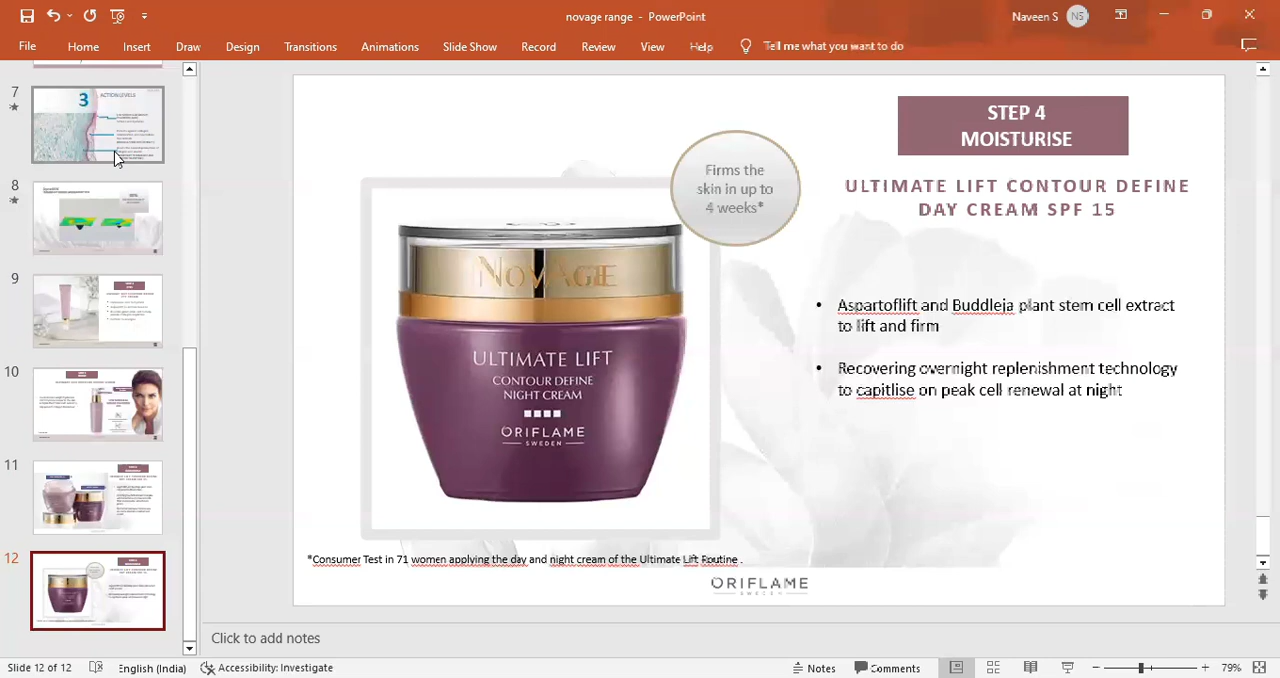 novage range - PowerPoint
Naveen S
NS
File Home Insert Draw Design Transitions Animations Slide Show Record Review View Help Tell me what you want to do
7
3
ACTION LEVELS
8
9
10
11
12
STEP 4
MOISTURISE
ULTIMATE LIFT CONTOUR DEFINE
DAY CREAM SPF 15
Firms the
skin in up to
4 weeks*
NOVAGE
ULTIMATE LIFT
CONTOUR DEFINE
NIGHT CREAM
ORIFLAME
SWEDEN
• Aspartoflift and Buddleia plant stem cell extract
to lift and firm
• Recovering overnight replenishment technology
to capitlise on peak cell renewal at night
*Consumer Test in 71 women applying the day and night cream of the Ultimate Lift Routine .
ORIFLAME
SWEDEN
Click to add notes
Slide 12 of 12 English (India) Accessibility: Investigate Notes Comments 79%